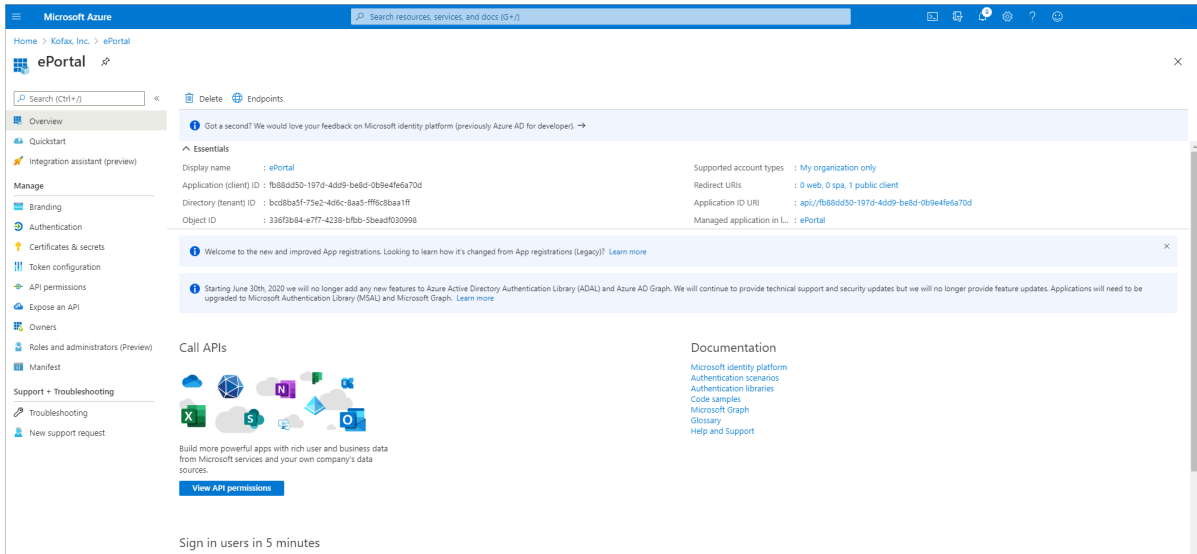 Microsoft Azure
Search resources, services, and docs (G+/)
Home > Kofax, Inc. > ePortal
ePortal
Search (Ctrl+/)
Overview
Quickstart
Integration assistant (preview)
Manage
Branding
Authentication
Certificates & secrets
Token configuration
API permissions
Expose an API
Owners
Roles and administrators (Preview)
Manifest
Support + Troubleshooting
Troubleshooting
New support request
Delete
Endpoints
Got a second? We would love your feedback on Microsoft identity platform (previously Azure AD for developer). →
Essentials
Display name : ePortal
Application (client) ID : fb88dd50-197d-4dd9-be8d-0b9e4fe6a70d
Directory (tenant) ID : bcd8ba5f-75e2-4d6c-8aa5-fff6c8baa1ff
Object ID : 336f3b84-e7f7-4238-bfbb-5beadf030998
Supported account types : My organization only
Redirect URIs : 0 web, 0 spa, 1 public client
Application ID URI : api://fb88dd50-197d-4dd9-be8d-0b9e4fe6a70d
Managed application in l... : ePortal
Welcome to the new and improved App registrations. Looking to learn how it's changed from App registrations (Legacy)? Learn more
Starting June 30th, 2020 we will no longer add any new features to Azure Active Directory Authentication Library (ADAL) and Azure AD Graph. We will continue to provide technical support and security updates but we will no longer provide feature updates. Applications will need to be
upgraded to Microsoft Authentication Library (MSAL) and Microsoft Graph. Learn more
Call APIs
Build more powerful apps with rich user and business data
from Microsoft services and your own company's data
sources.
View API permissions
Documentation
Microsoft identity platform
Authentication scenarios
Authentication libraries
Code samples
Microsoft Graph
Glossary
Help and Support
Sign in users in 5 minutes